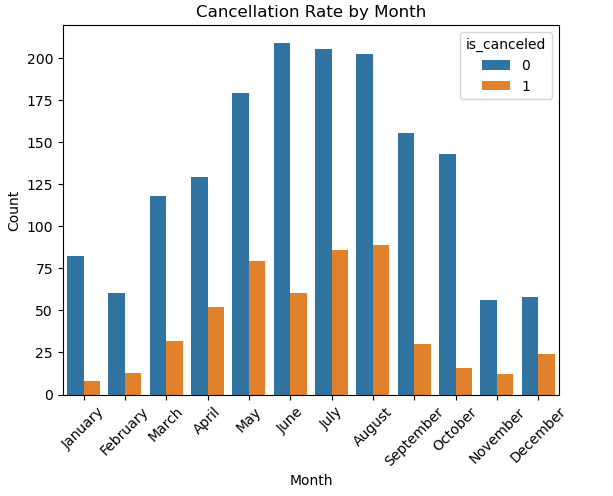 Cancellation Rate by Month
is_canceled
0
1
Count
200
175
150
125
100
75
50
25
0
January
February
March
April
May
June
July
August
September
October
November
December
Month